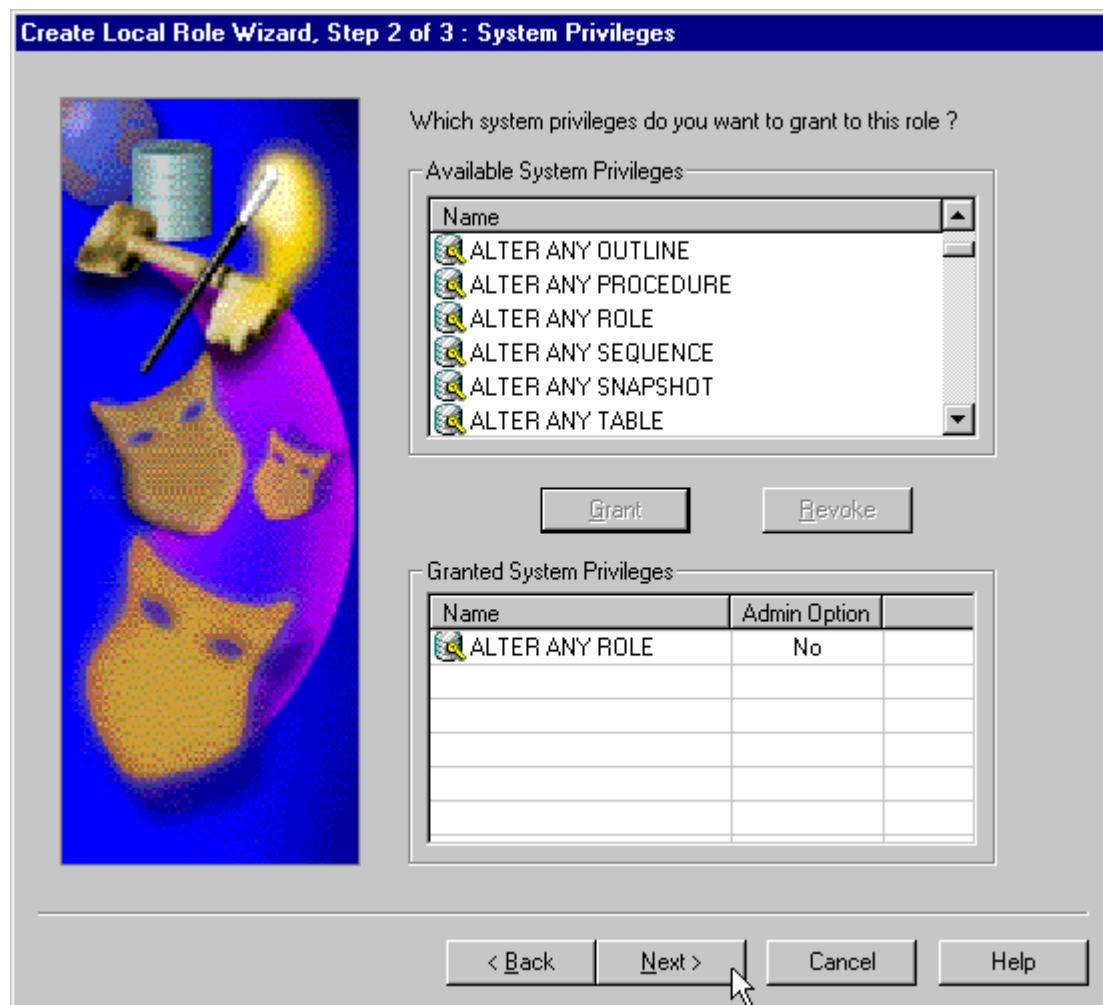 Create Local Role Wizard, Step 2 of 3 : System Privileges
Which system privileges do you want to grant to this role ?
Available System Privileges
Name
ALTER ANY OUTLINE
ALTER ANY PROCEDURE
ALTER ANY ROLE
ALTER ANY SEQUENCE
ALTER ANY SNAPSHOT
ALTER ANY TABLE
Grant Revoke
Granted System Privileges
Name Admin Option
ALTER ANY ROLE No
< Back Next > Cancel Help